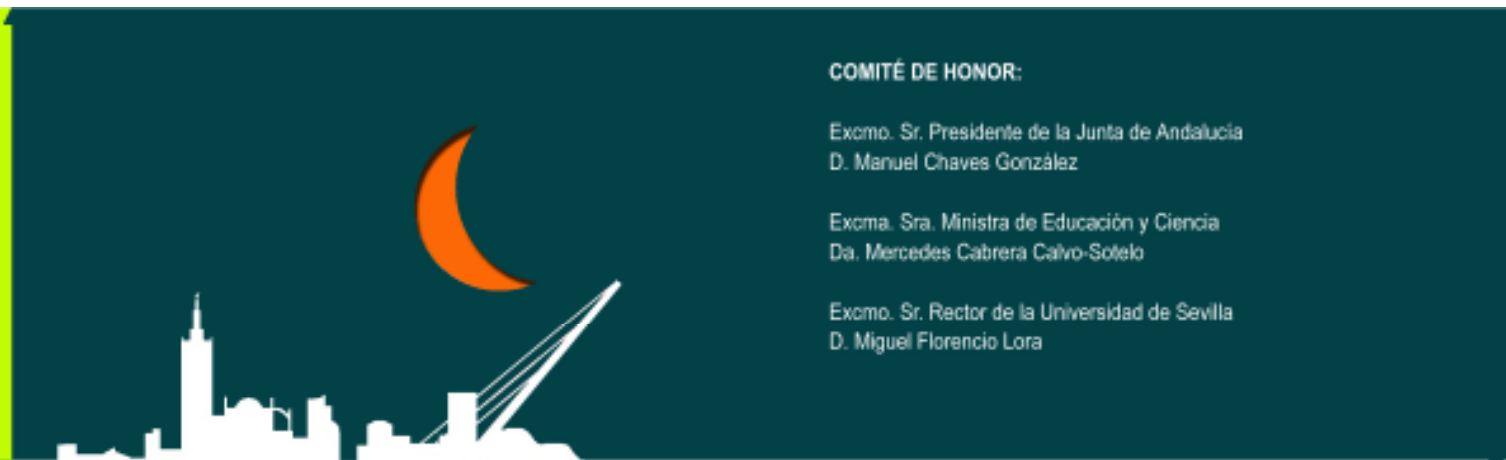 COMITÉ DE HONOR:
Excmo. Sr. Presidente de la Junta de Andalucía
D. Manuel Chaves González
Excma. Sra. Ministra de Educación y Ciencia
Da. Mercedes Cabrera Calvo-Sotelo
Excmo. Sr. Rector de la Universidad de Sevilla
D. Miguel Florencio Lora